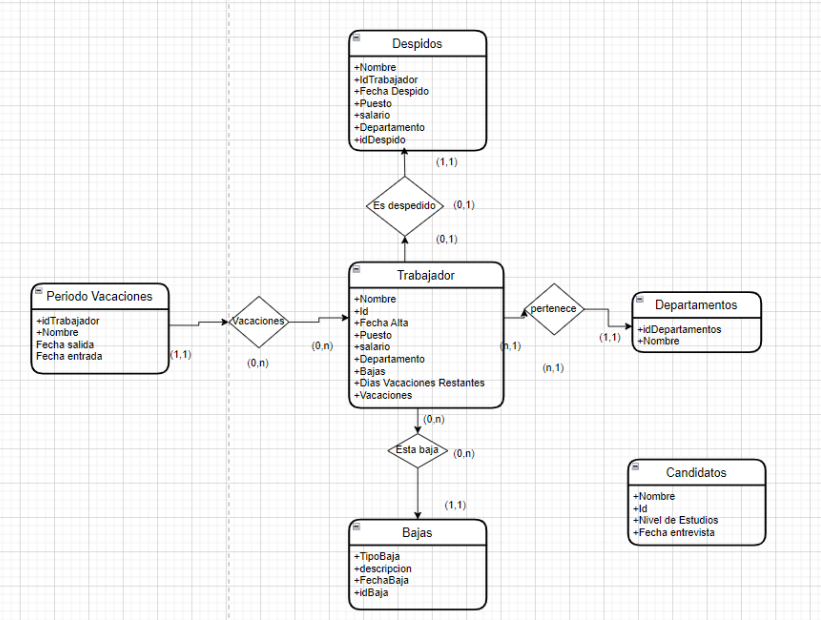 Despidos
+Nombre
+IdTrabajador
+Fecha Despido
+Puesto
+salario
+Departamento
+idDespido
(1,1)
Es despedido
(0,1)
(0,1)
Trabajador
+Nombre
+Id
+Fecha Alta
+Puesto
+salario
+Departamento
+Bajas
+Dias Vacaciones Restantes
+Vacaciones
Periodo Vacaciones
+idTrabajador
+Nombre
Fecha salida
Fecha entrada
(1,1)
Vacaciones
(0,n)
(0,n)
pertenece
(n,1)
(n,1)
(1,1)
Departamentos
+idDepartamentos
+Nombre
(0,n)
Esta baja
(0,n)
(1,1)
Bajas
+TipoBaja
+descripcion
+FechaBaja
+idBaja
Candidatos
+Nombre
+Id
+Nivel de Estudios
+Fecha entrevista